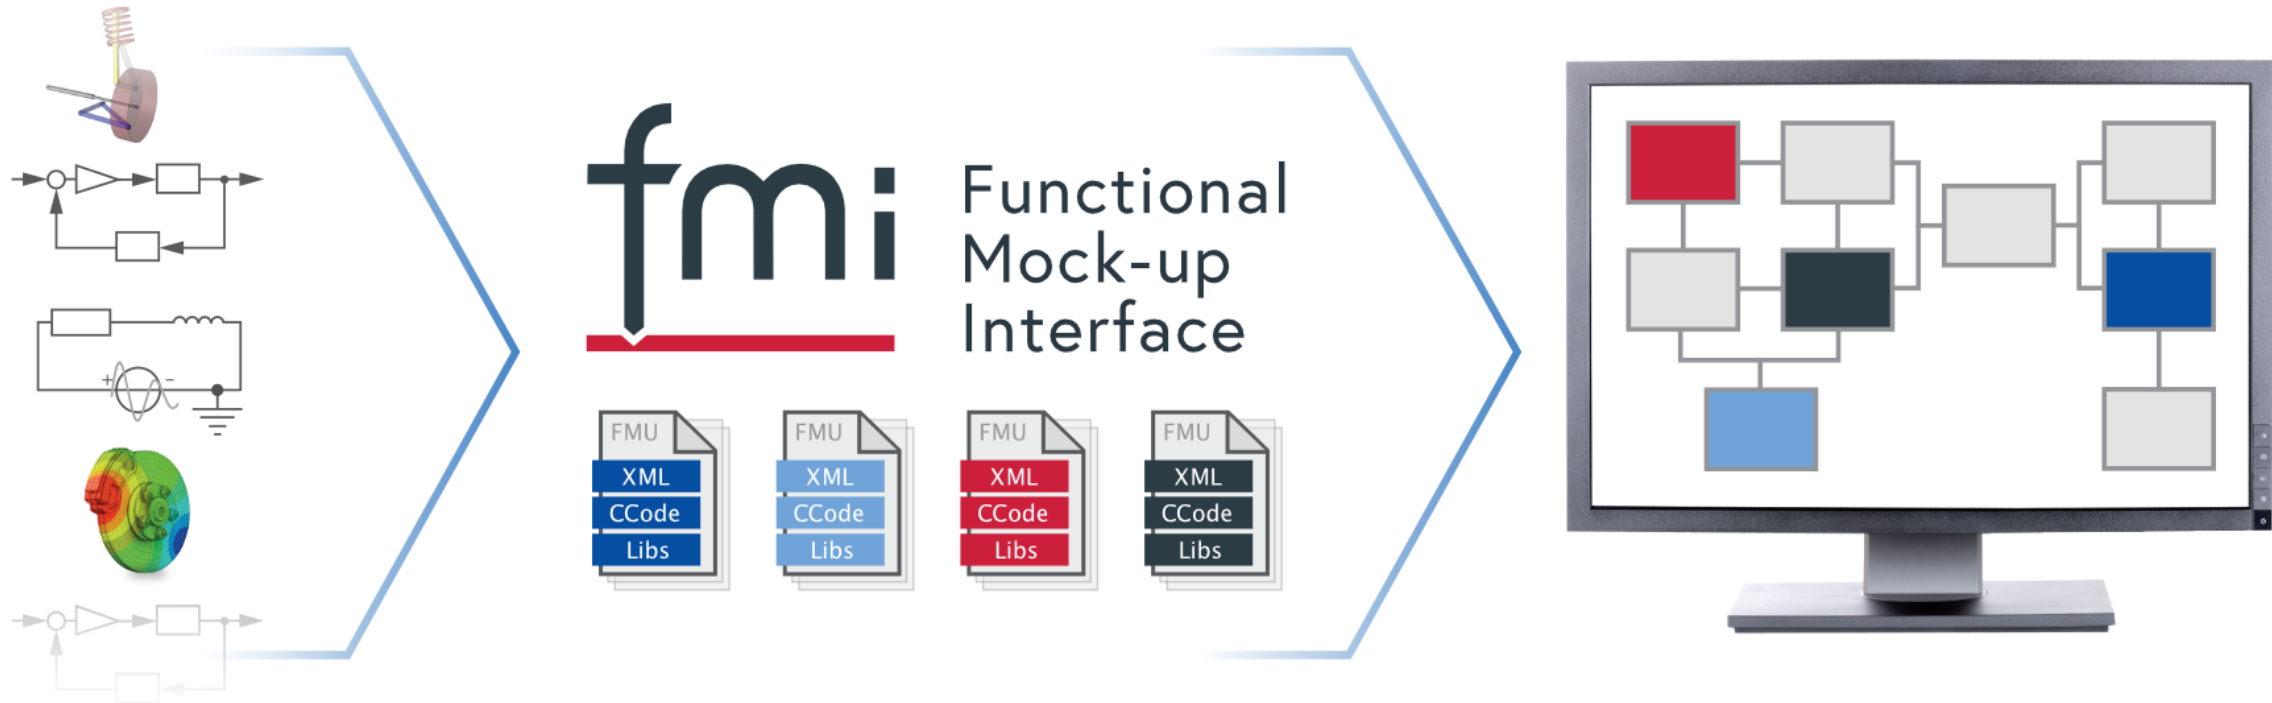 fmi
Functional
Mock-up
Interface
+ -
FMU
XML
CCode
Libs
FMU
XML
CCode
Libs
FMU
XML
CCode
Libs
FMU
XML
CCode
Libs